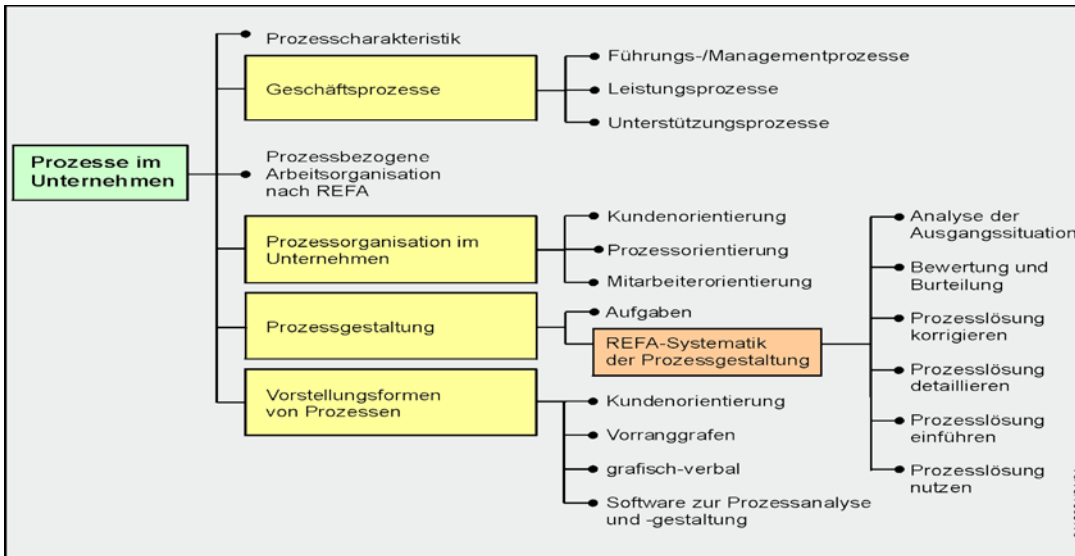 Prozesse im
Unternehmen
Prozesscharakteristik
Geschäftsprozesse
Führungs-/Managementprozesse
Leistungsprozesse
Unterstützungsprozesse
Prozessbezogene
Arbeitsorganisation
nach REFA
Prozessorganisation im
Unternehmen
Kundenorientierung
Prozessorientierung
Mitarbeiterorientierung
Prozessgestaltung
Aufgaben
REFA-Systematik
der Prozessgestaltung
Analyse der
Ausgangssituation
Bewertung und
Burteilung
Prozesslösung
korrigieren
Prozesslösung
detaillieren
Prozesslösung
einführen
Prozesslösung
nutzen
Vorstellungsformen
von Prozessen
Kundenorientierung
Vorranggrafen
grafisch-verbal
Software zur Prozessanalyse
und -gestaltung